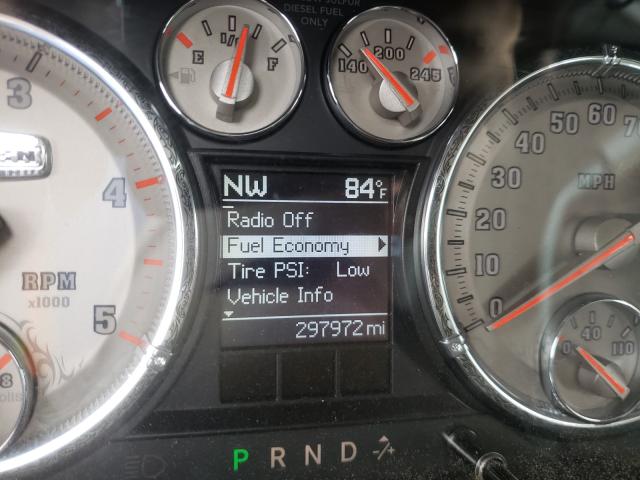 DIESEL FUEL
ONLY
E 1/2 F
140 200 245 °F
3
4
5
RPM
x1000
NW 84°F
Radio Off
Fuel Economy
Tire PSI: Low
Vehicle Info
297972 mi
0
10
20
30
40
50
60
70
MPH
0 40 110
P R N D